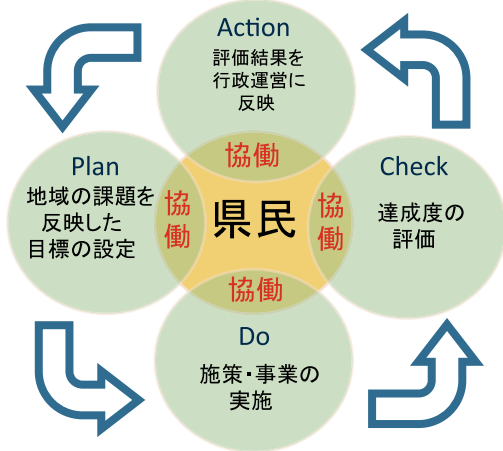 Action
評価結果を
行政運営に
反映
協働
Plan
地域の課題を
反映した
目標の設定
協
働
県民
協
働
Check
達成度の
評価
協働
Do
施策・事業の
実施